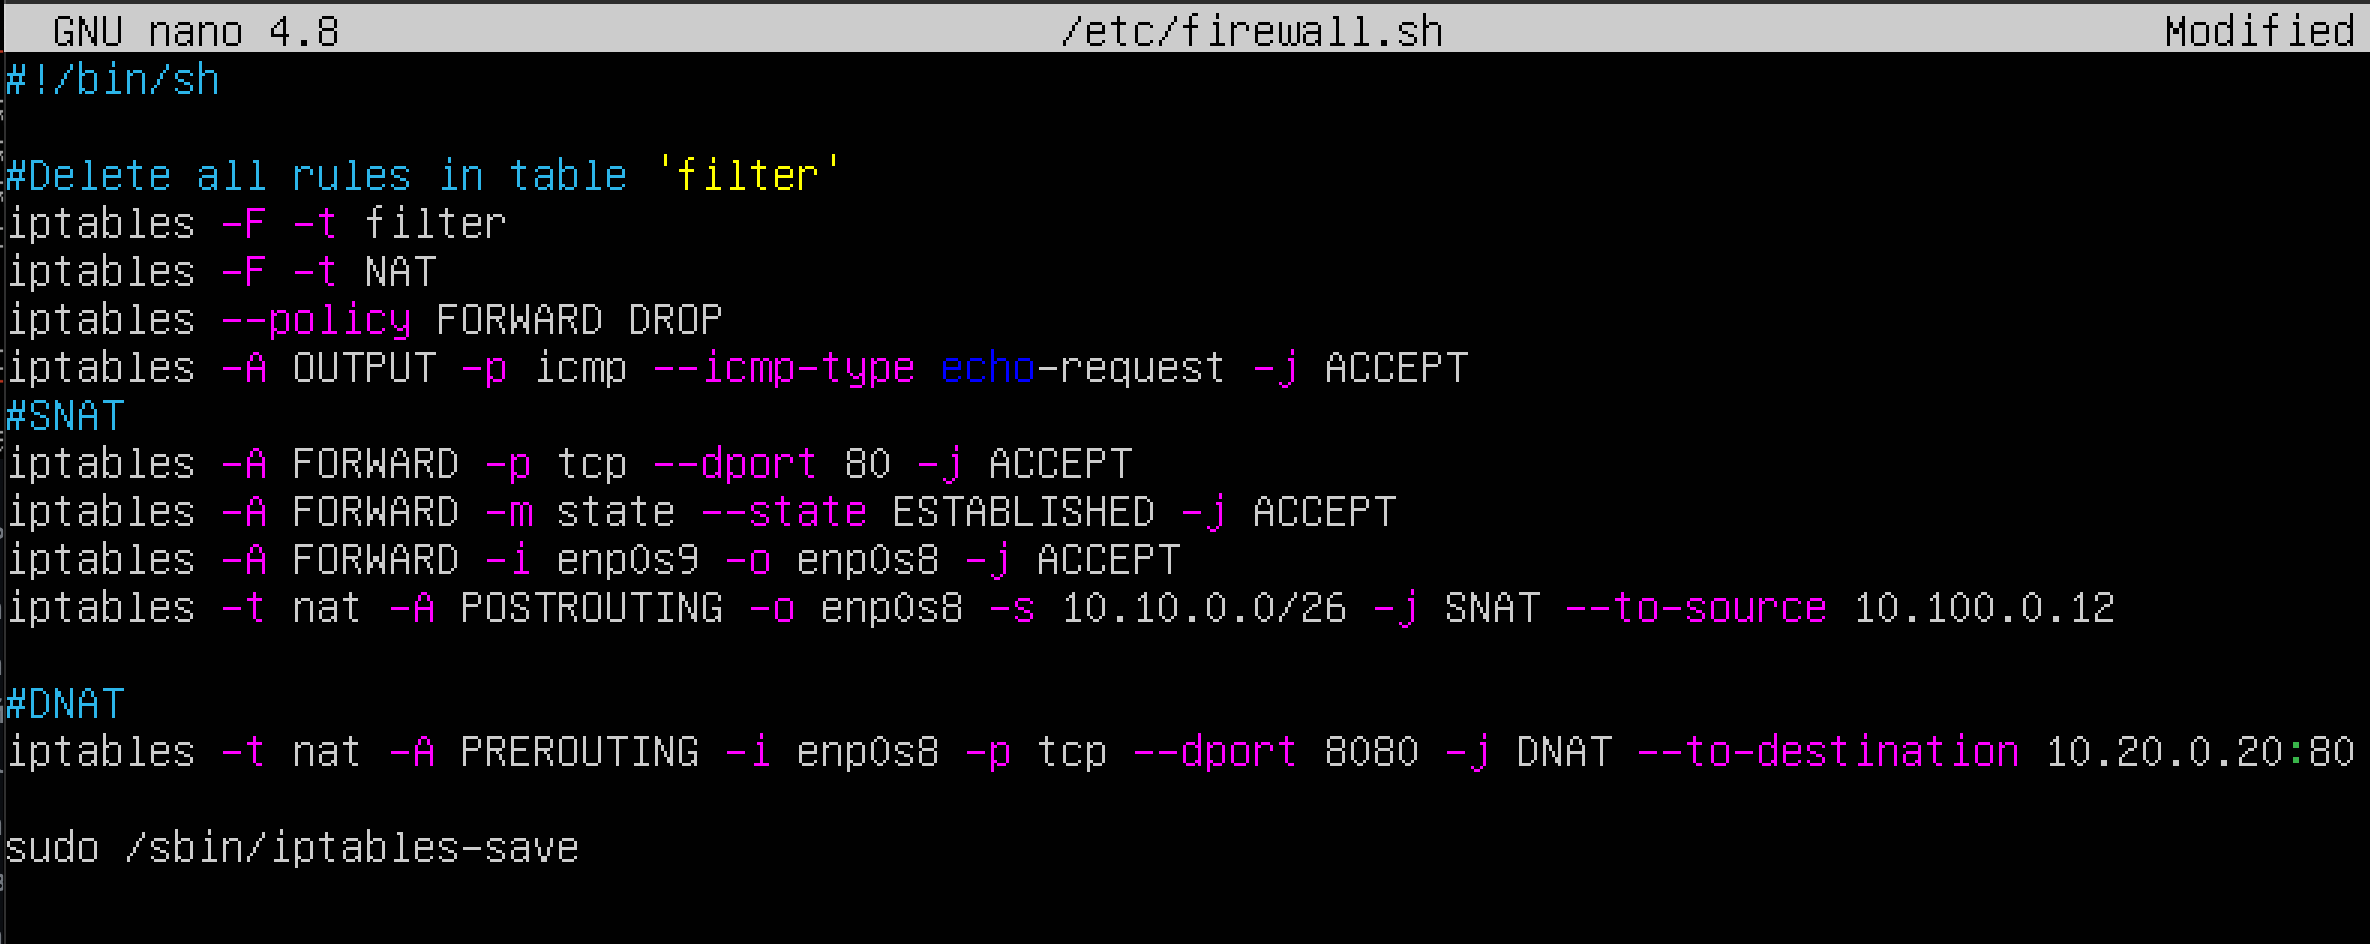 GNU nano 4.8 /etc/firewall.sh Modified
#!/bin/sh
#Delete all rules in table 'filter'
iptables -F -t filter
iptables -F -t NAT
iptables --policy FORWARD DROP
iptables -A OUTPUT -p icmp --icmp-type echo-request -j ACCEPT
#SNAT
iptables -A FORWARD -p tcp --dport 80 -j ACCEPT
iptables -A FORWARD -m state --state ESTABLISHED -j ACCEPT
iptables -A FORWARD -i enp0s9 -o enp0s8 -j ACCEPT
iptables -t nat -A POSTROUTING -o enp0s8 -s 10.10.0.0/26 -j SNAT --to-source 10.100.0.12
#DNAT
iptables -t nat -A PREROUTING -i enp0s8 -p tcp --dport 8080 -j DNAT --to-destination 10.20.0.20:80
sudo /sbin/iptables-save